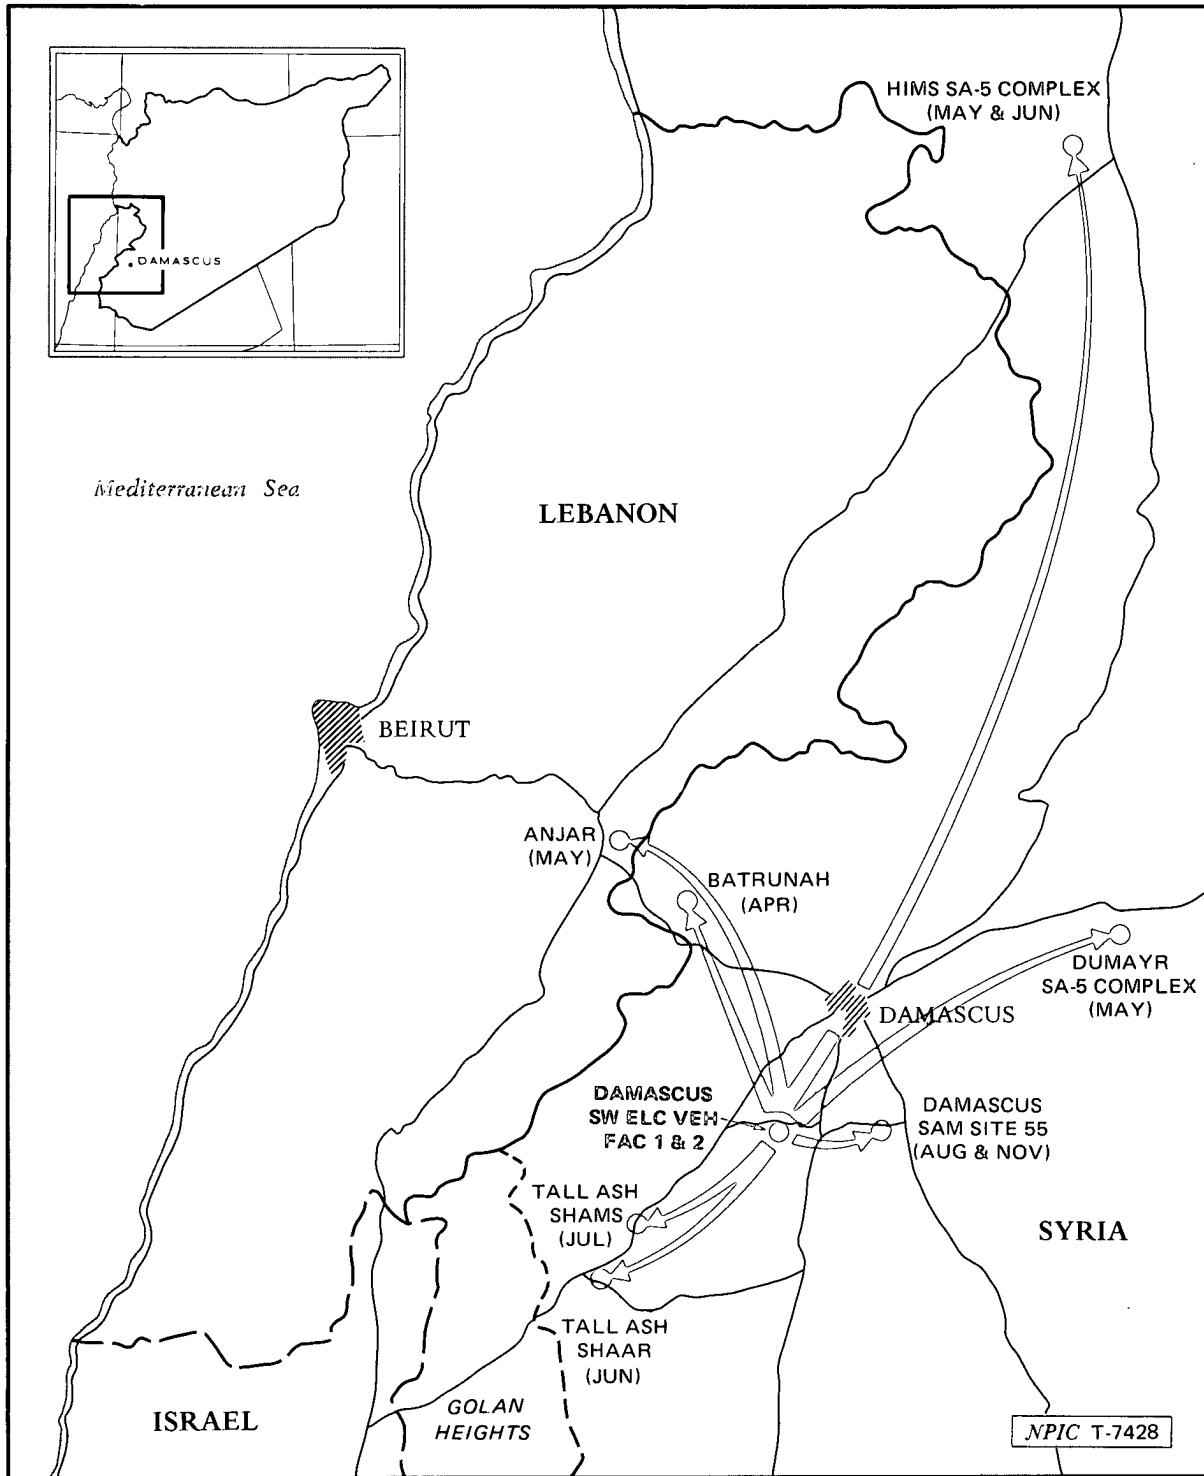 HIMS SA-5 COMPLEX
(MAY & JUN)
DAMASCUS
Mediterranean Sea
LEBANON
BEIRUT
ANJAR
(MAY)
BATRUNAH
(APR)
DUMAYR
SA-5 COMPLEX
(MAY)
DAMASCUS
DAMASCUS
SW ELC VEH
FAC 1 & 2
DAMASCUS
SAM SITE 55
(AUG & NOV)
TALL ASH
SHAMS
(JUL)
SYRIA
TALL ASH
SHAAR
(JUN)
ISRAEL
GOLAN
HEIGHTS
NPIC T-7428